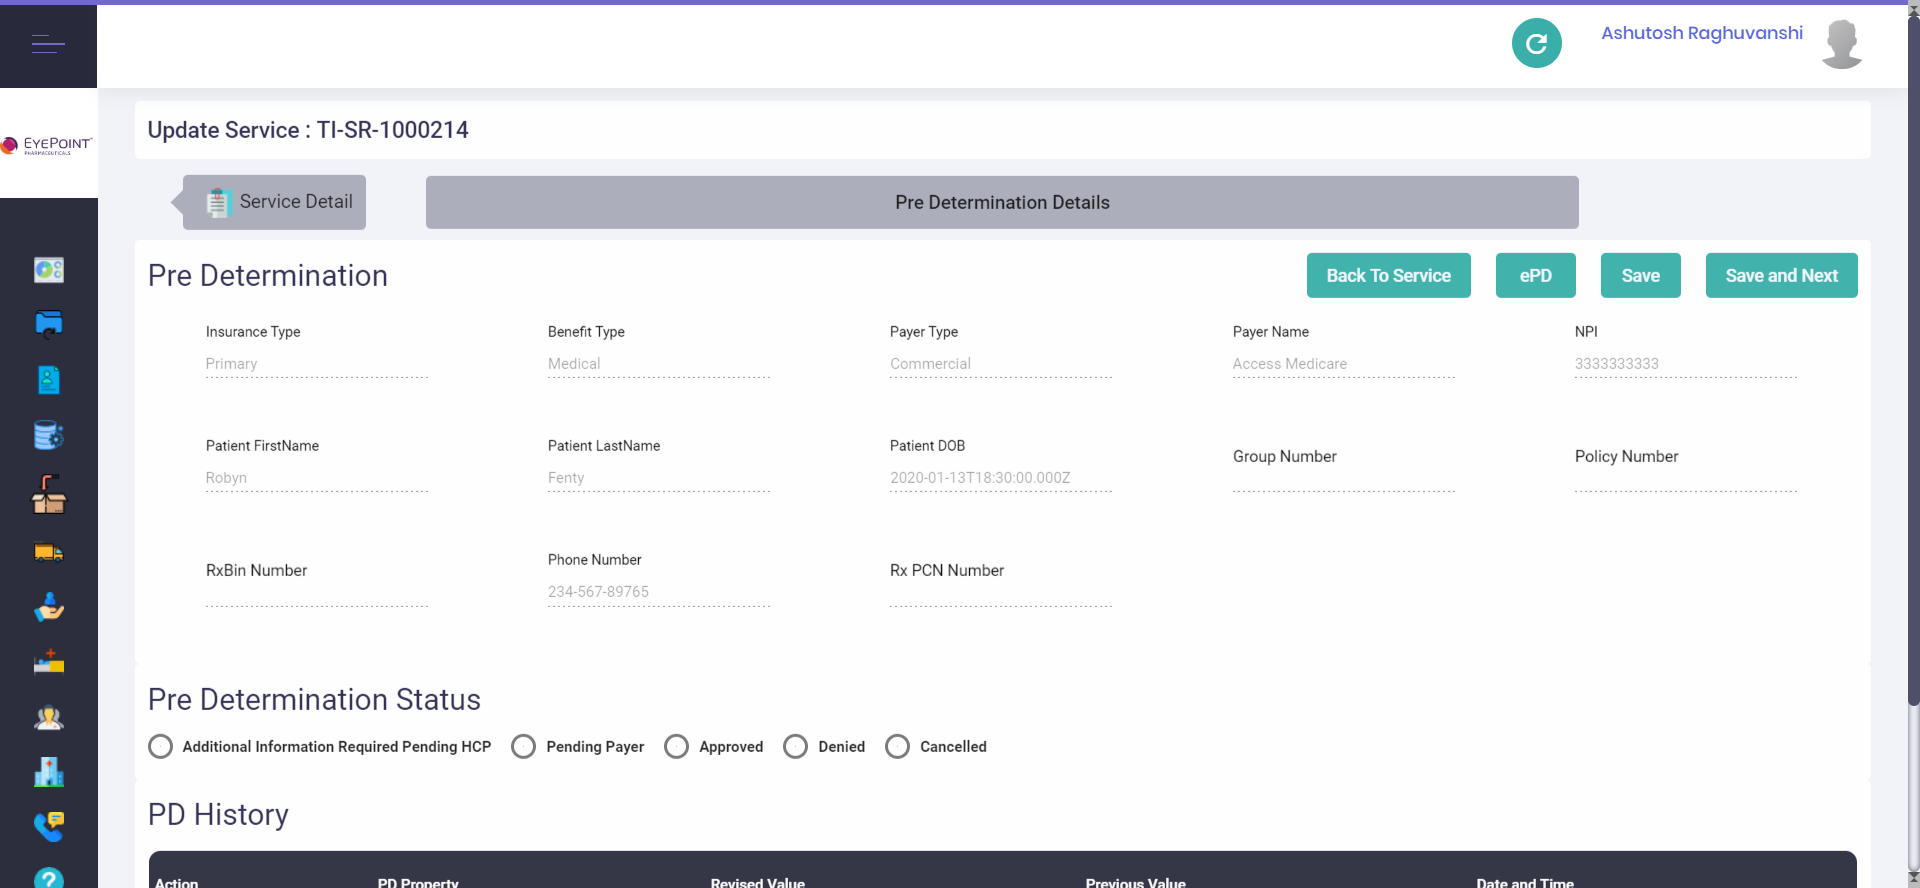 Ashutosh Raghuvanshi
EYEPOINT
PHARMACEUTICALS
Update Service : TI-SR-1000214
Service Detail
Pre Determination Details
Pre Determination
Back To Service
ePD
Save
Save and Next
Insurance Type
Benefit Type
Payer Type
Payer Name
NPI
Primary
Medical
Commercial
Access Medicare
3333333333
Patient FirstName
Patient LastName
Patient DOB
Group Number
Policy Number
Robyn
Fenty
2020-01-13T18:30:00.000Z
RxBin Number
Phone Number
Rx PCN Number
234-567-89765
Pre Determination Status
Additional Information Required Pending HCP
Pending Payer
Approved
Denied
Cancelled
PD History
Action
PD Property
Revised Value
Previous Value
Date and Time